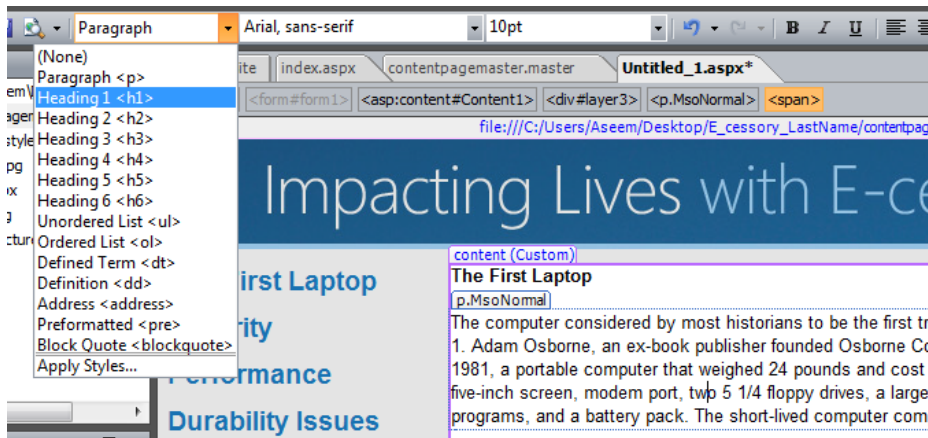 Paragraph Arial, sans-serif 10pt B I U
(None)
Paragraph <p>
Heading 1 <h1>
Heading 2 <h2>
Heading 3 <h3>
Heading 4 <h4>
Heading 5 <h5>
Heading 6 <h6>
Unordered List <ul>
Ordered List <ol>
Defined Term <dt>
Definition <dd>
Address <address>
Preformatted <pre>
Block Quote <blockquote>
Apply Styles...
ite index.aspx contentpagemaster.master Untitled_1.aspx*
<form#form1> <asp:content#Content1> <div#layer3> <p.MsoNormal> <span>
file:///C:/Users/Aseem/Desktop/E_cessory_LastName/contentpag
Impacting Lives with E-ce
irst Laptop
rity
rmance
Durability Issues
content (Custom)
The First Laptop
p.MsoNormal
The computer considered by most historians to be the first tr
1. Adam Osborne, an ex-book publisher founded Osborne Co
1981, a portable computer that weighed 24 pounds and cost
five-inch screen, modem port, two 5 1/4 floppy drives, a large
programs, and a battery pack. The short-lived computer com